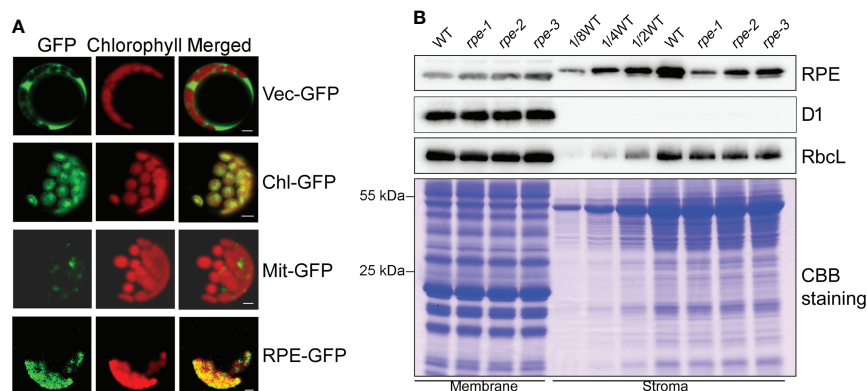 A
GFP Chlorophyll Merged
Vec-GFP
Chl-GFP
Mit-GFP
RPE-GFP
B
WT rpe-1 rpe-2 rpe-3 1/8WT 1/4WT 1/2WT WT rpe-1 rpe-2 rpe-3
RPE
D1
RbcL
55 kDa
25 kDa
CBB
staining
Membrane Stroma